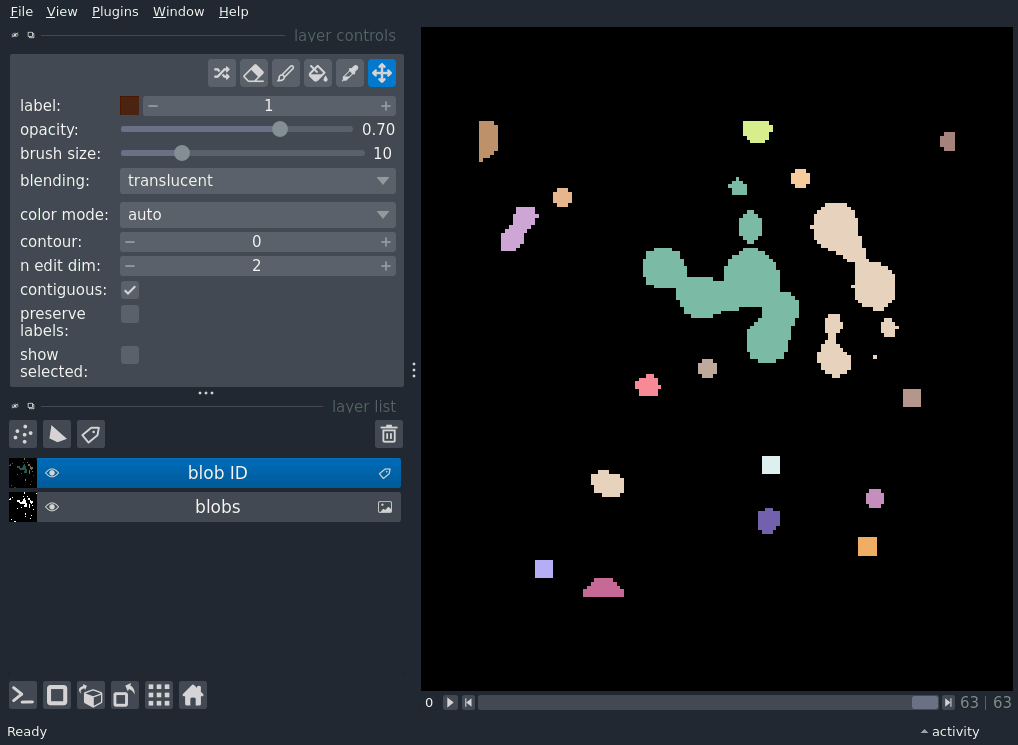 File View Plugins Window Help
layer controls
label: 1
opacity: 0.70
brush size: 10
blending: translucent
color mode: auto
contour: 0
n edit dim: 2
contiguous:
preserve
labels:
show
selected:
layer list
blob ID
blobs
0 63 | 63
Ready activity